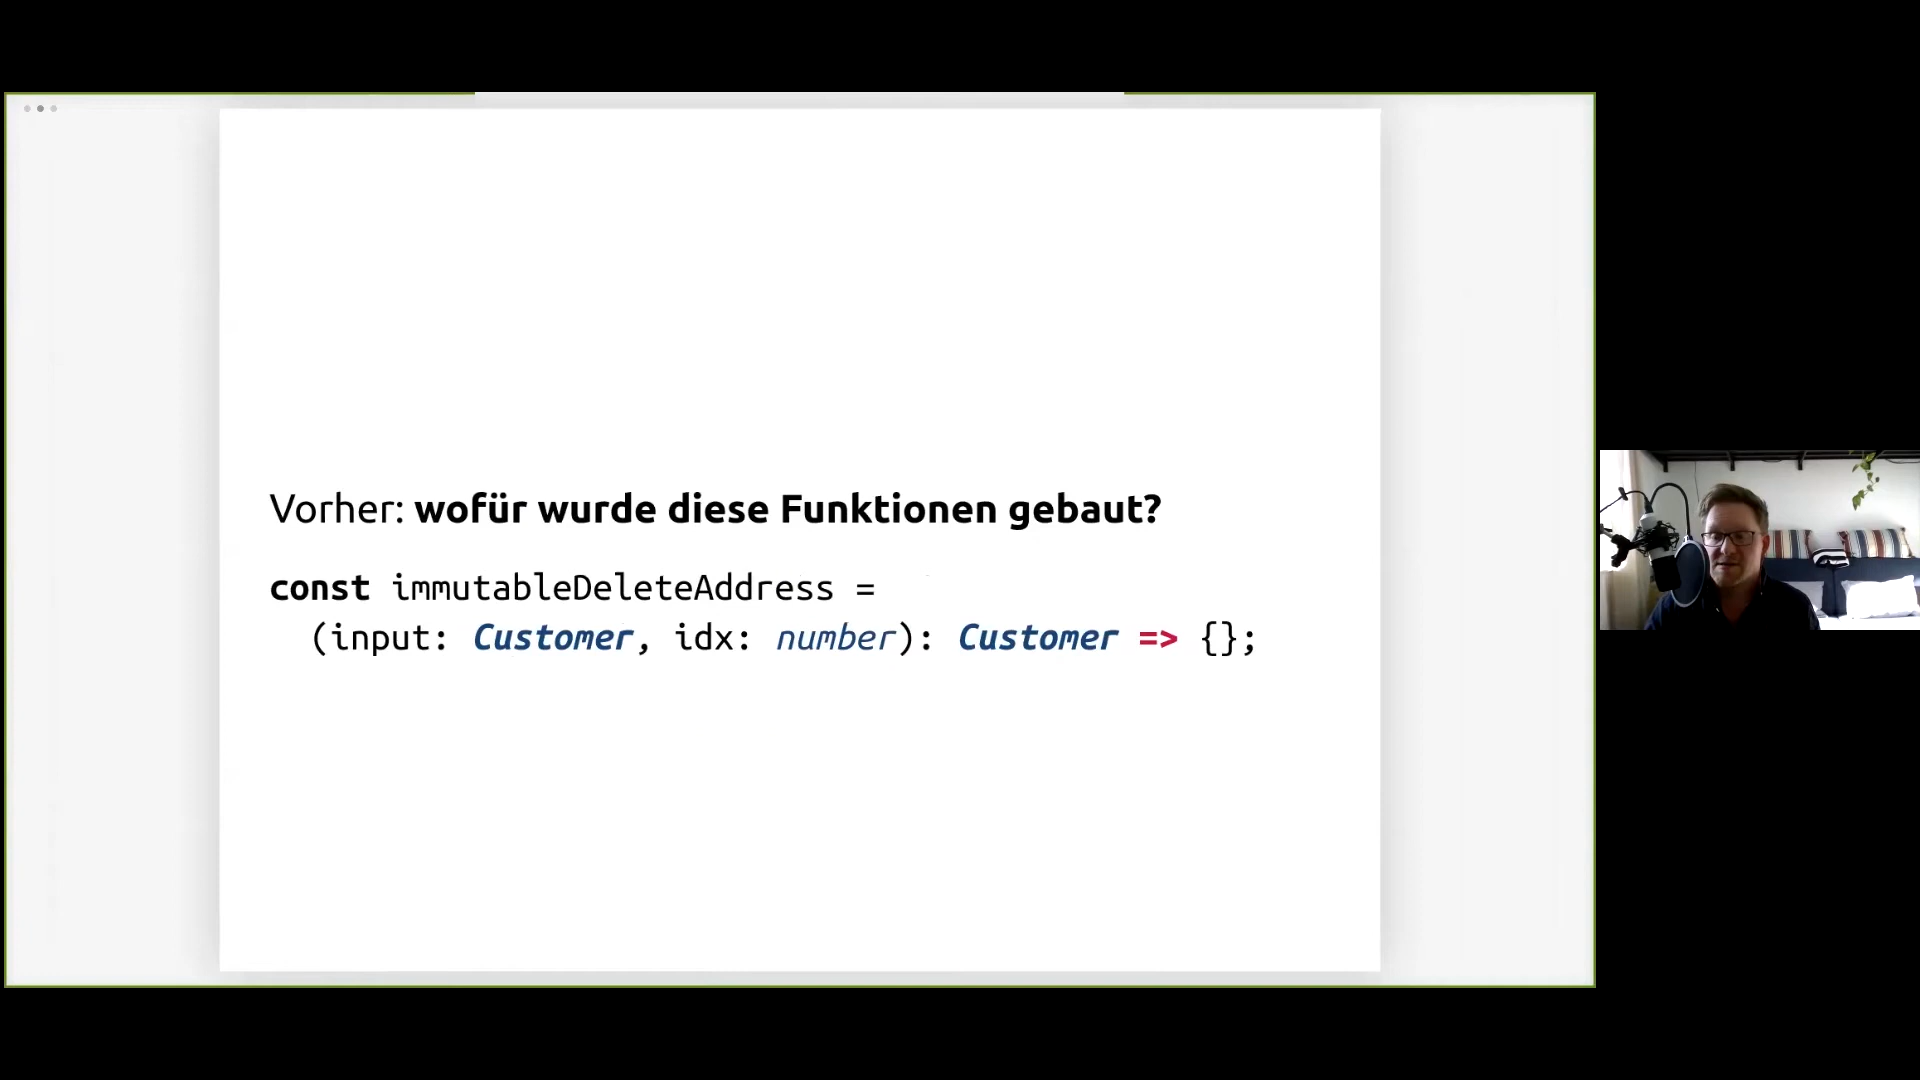 Vorher: wofür wurde diese Funktionen gebaut?
const immutableDeleteAddress =
(input: Customer, idx: number): Customer => {};